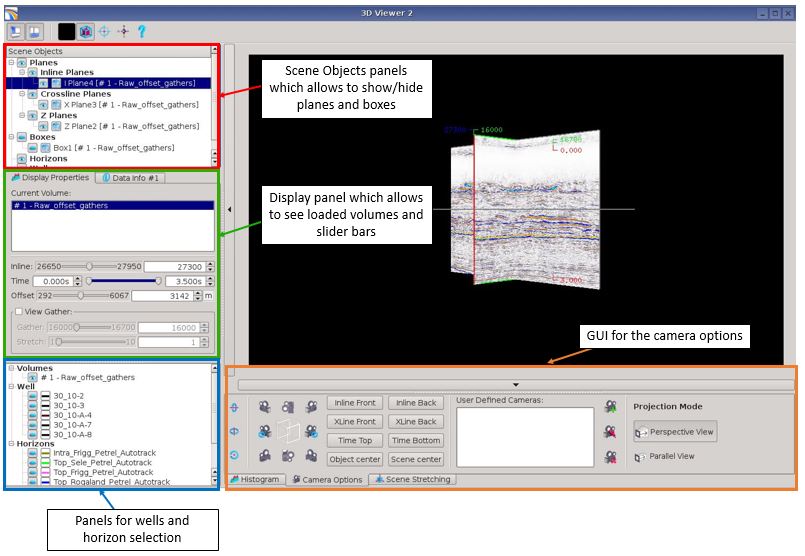 3D Viewer 2
?
Scene Objects
Planes
Inline Planes
I Plane4 [# 1 - Raw_offset_gathers]
Crossline Planes
X Plane3 [# 1 - Raw_offset_gathers]
Z Planes
Z Plane2 [# 1 - Raw_offset_gathers]
Boxes
Box1 [# 1 - Raw_offset_gathers]
Horizons
Scene Objects panels
which allows to show/hide
planes and boxes
27300 16000
16700
0.000
3.000
Display Properties Data Info #1
Current Volume:
# 1 - Raw_offset_gathers
Display panel which allows
to see loaded volumes and
slider bars
Inline: 26650 27950 27300
Time 0.000s 3.500s
Offset 292 6067 3142 m
View Gather:
Gather: 16000 16700 16000
Stretch: 1 10 1
GUI for the camera options
Volumes
# 1 - Raw_offset_gathers
Well
30_10-2
30_10-3
30_10-A-4
30_10-A-7
30_10-A-8
Horizons
Intra_Frigg_Petrel_Autotrack
Top_Sele_Petrel_Autotrack
Top_Frigg_Petrel_Autotrack
Top_Rogaland_Petrel_Autotrack
Inline Front Inline Back
XLine Front XLine Back
Time Top Time Bottom
Object center Scene center
User Defined Cameras:
Projection Mode
Perspective View
Parallel View
Histogram Camera Options Scene Stretching
Panels for wells and
horizon selection